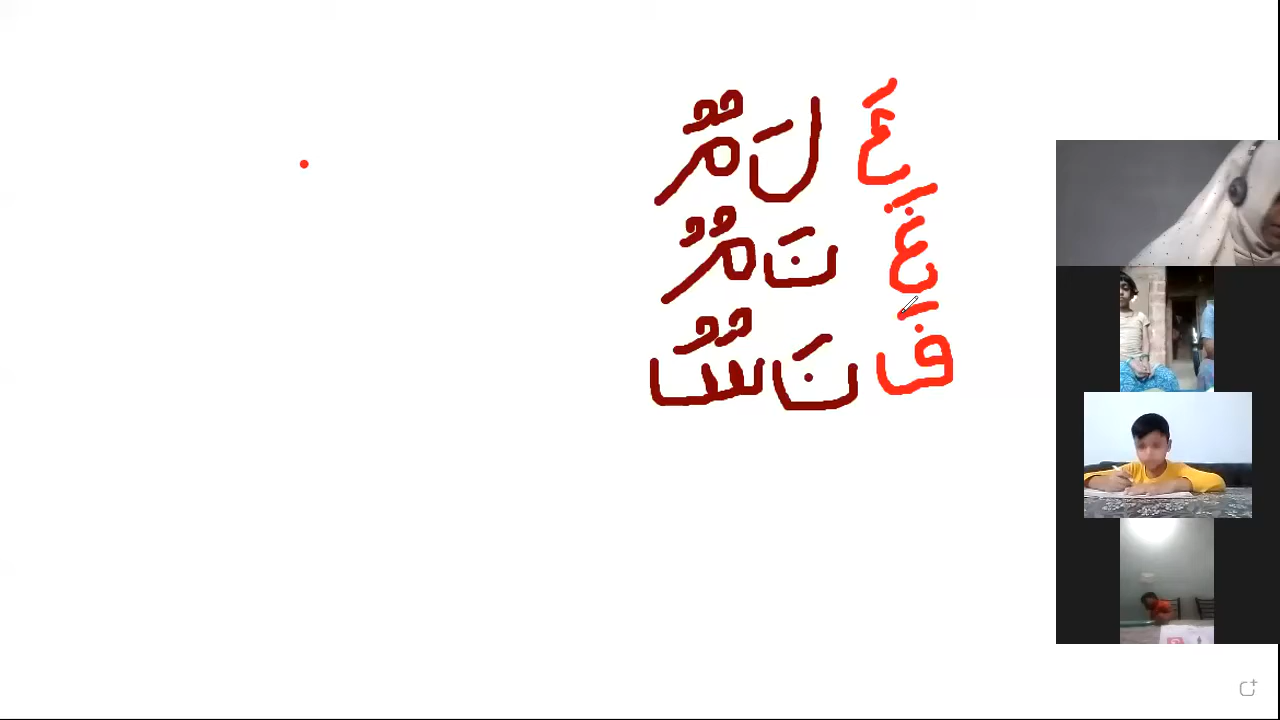 عَ لَ مٌ
غَ نَ مٌ
فَ نَ سٌ